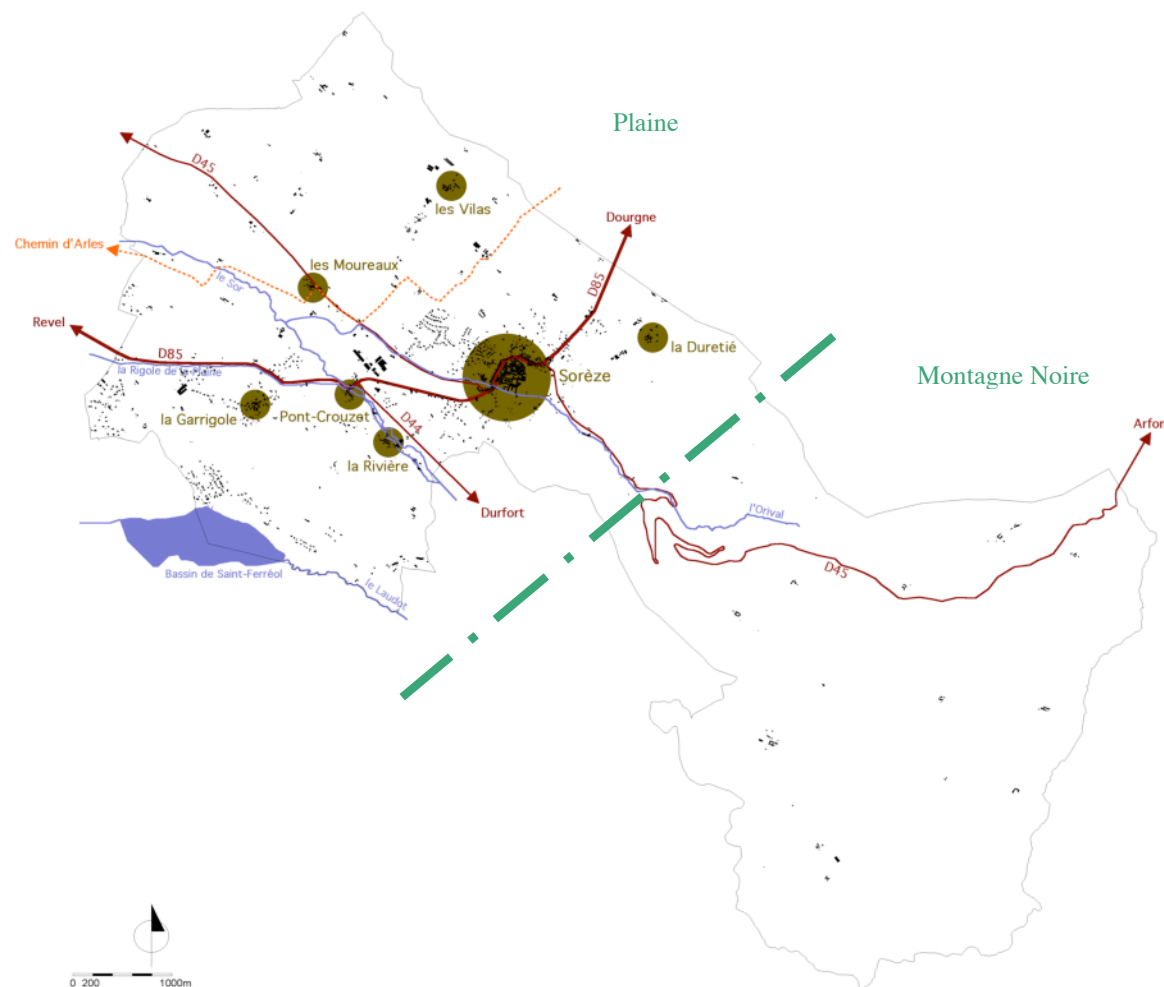 Plaine
D45
les Vilas
Dourgne
Chemin d'Arles
les Moureaux
le Sor
D85
Revel
D85
la Rigole de la Plaine
la Duretié
Sorèze
Montagne Noire
la Garrigole
Pont-Crouzet
D44
la Rivière
Arfon
Durfort
l'Orival
Bassin de Saint-Ferréol
le Laudot
D45
0 200 1000m